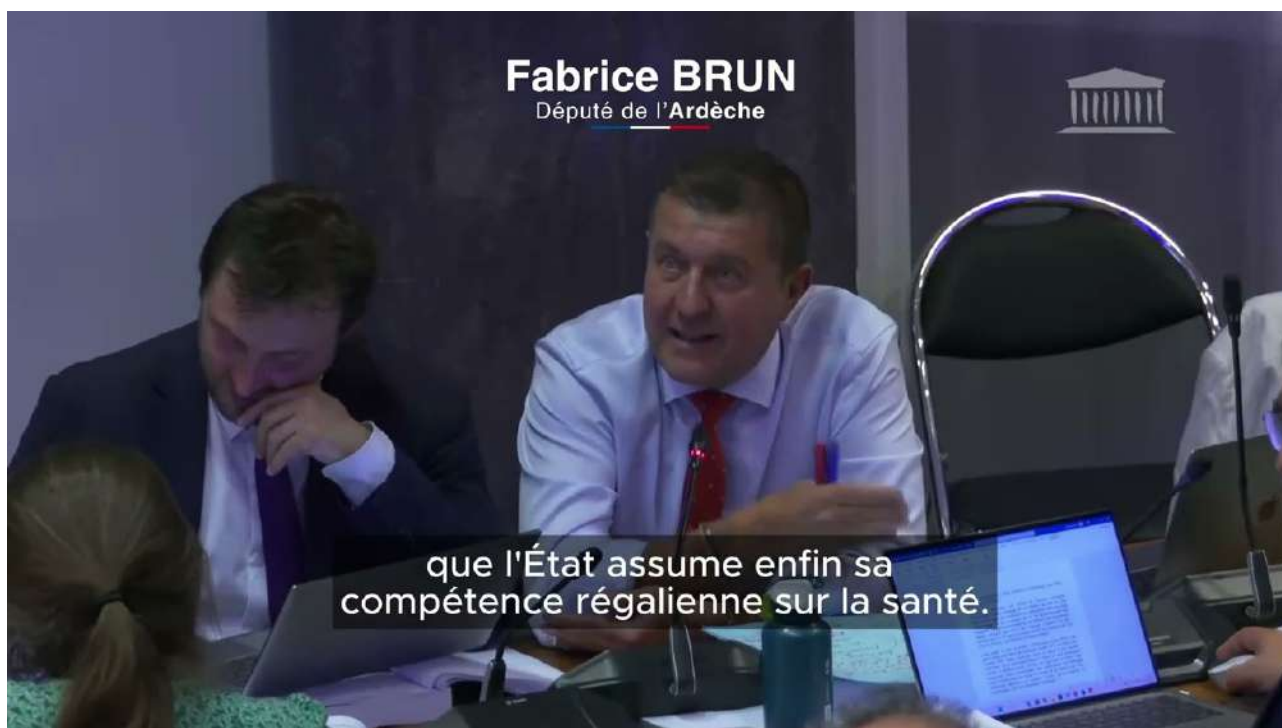 Fabrice BRUN
Député de l'Ardèche
que l'État assume enfin sa
compétence régalienne sur la santé.